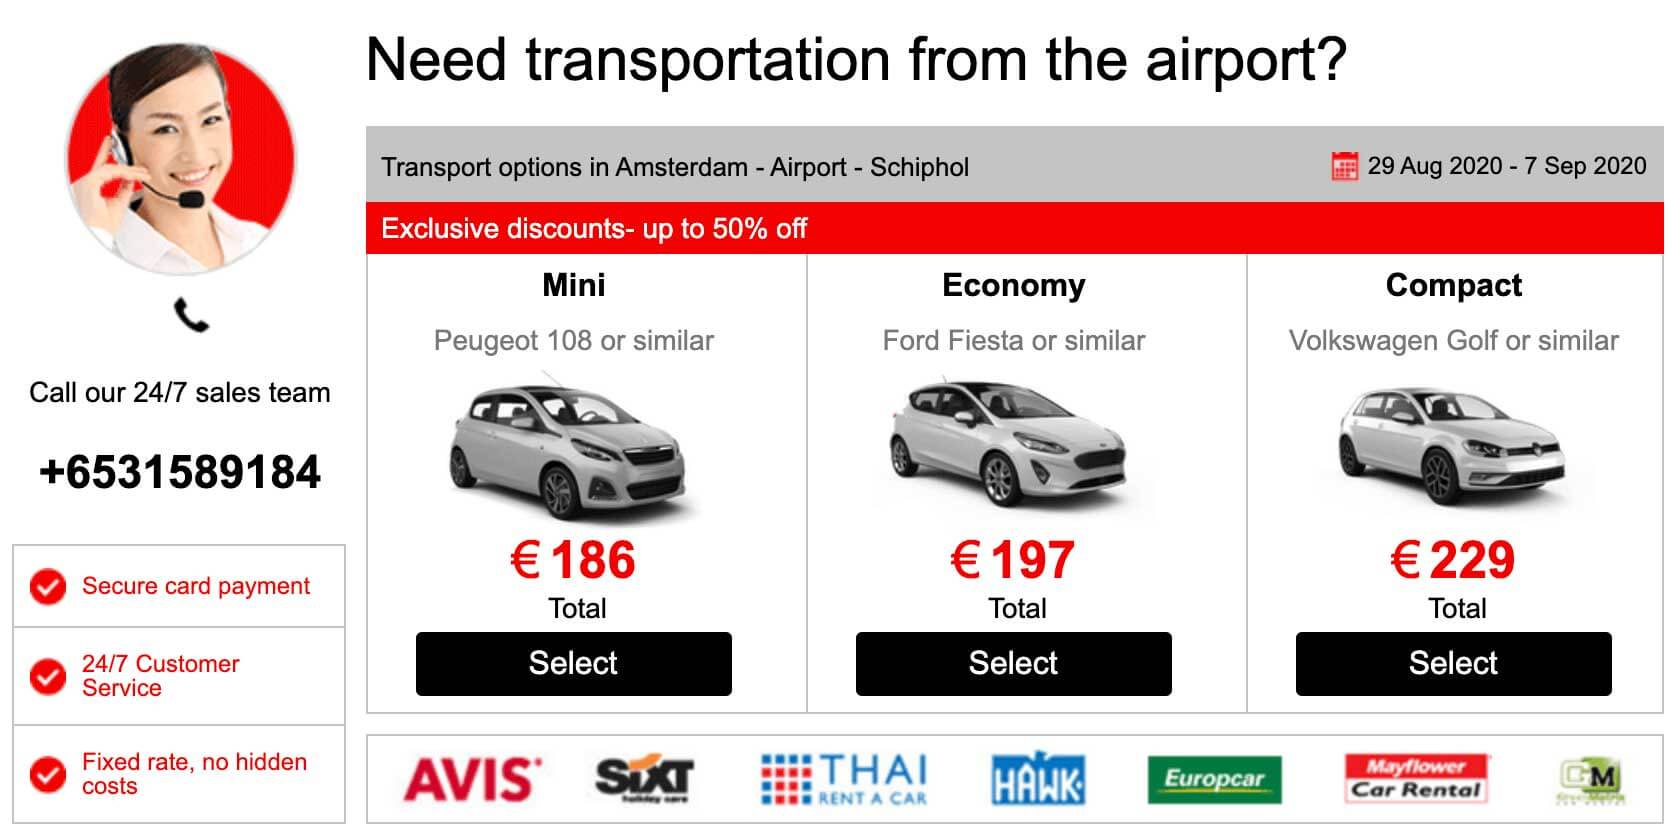 Need transportation from the airport?
Call our 24/7 sales team
+6531589184
Secure card payment
24/7 Customer
Service
Fixed rate, no hidden
costs
Transport options in Amsterdam - Airport - Schiphol
29 Aug 2020 - 7 Sep 2020
Exclusive discounts- up to 50% off
Mini
Peugeot 108 or similar
€ 186
Total
Select
Economy
Ford Fiesta or similar
€ 197
Total
Select
Compact
Volkswagen Golf or similar
€ 229
Total
Select
AVIS
SIXT
holiday cars
THAI
RENT A CAR
HAWK
Europcar
Mayflower
Car Rental
GM